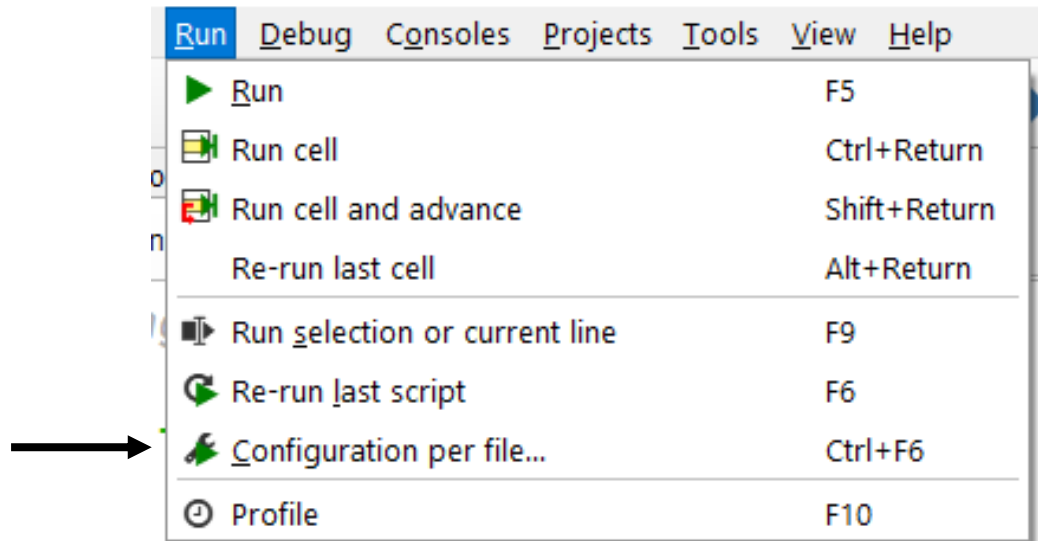 Run Debug Consoles Projects Tools View Help
Run F5
Run cell Ctrl+Return
Run cell and advance Shift+Return
Re-run last cell Alt+Return
Run selection or current line F9
Re-run last script F6
Configuration per file... Ctrl+F6
Profile F10